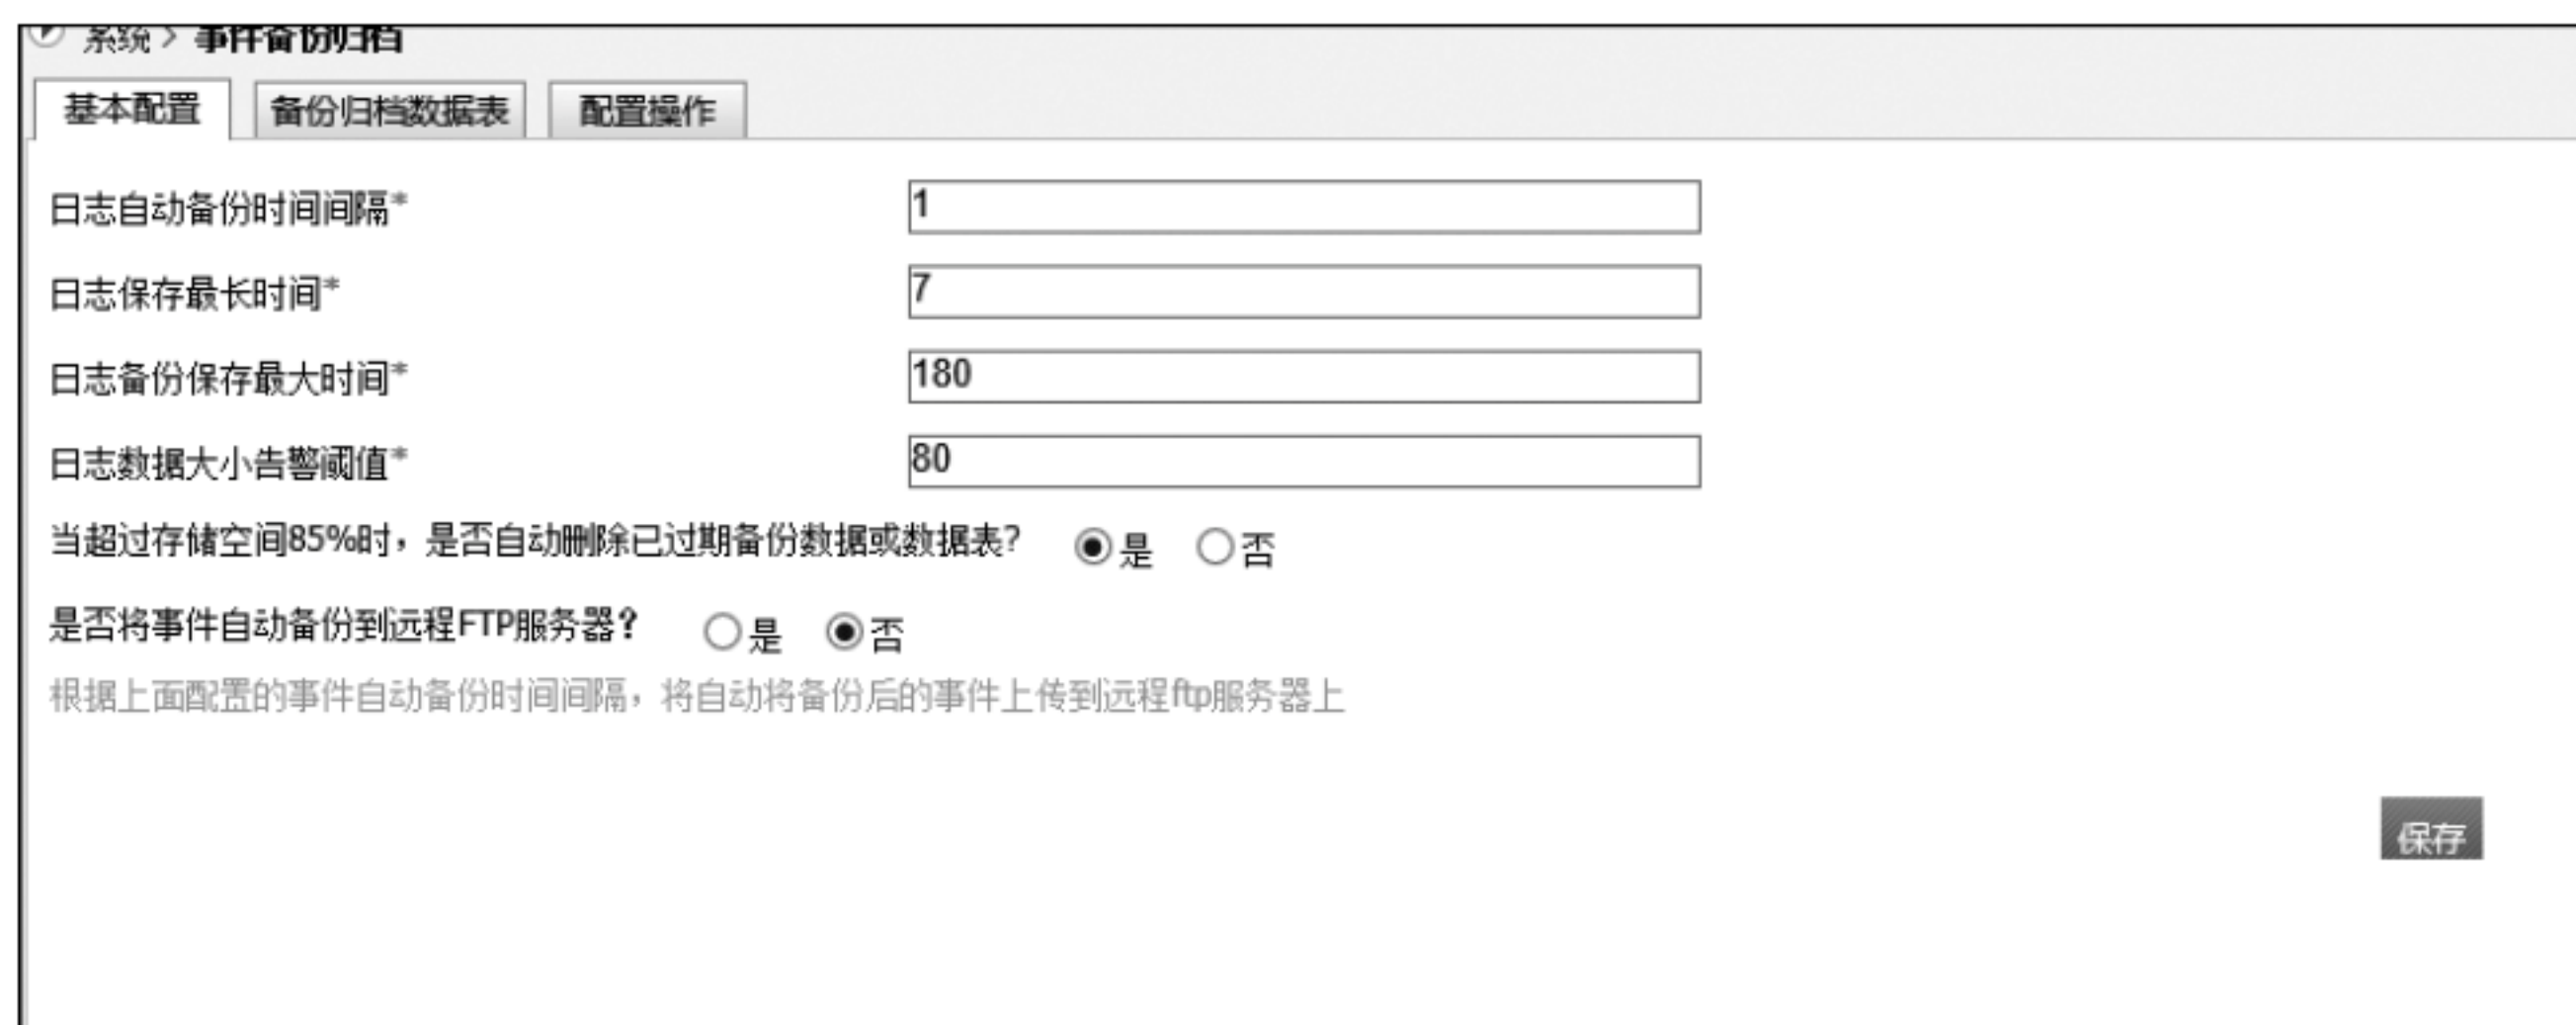 系统 > 事件备份归档
基本配置 备份归档数据表 配置操作
日志自动备份时间间隔* 1
日志保存最长时间* 7
日志备份保存最大时间* 180
日志数据大小告警阈值* 80
当超过存储空间85%时，是否自动删除已过期备份数据或数据表? 是 否
是否将事件自动备份到远程FTP服务器? 是 否
根据上面配置的事件自动备份时间间隔，将自动将备份后的事件上传到远程ftp服务器上
保存